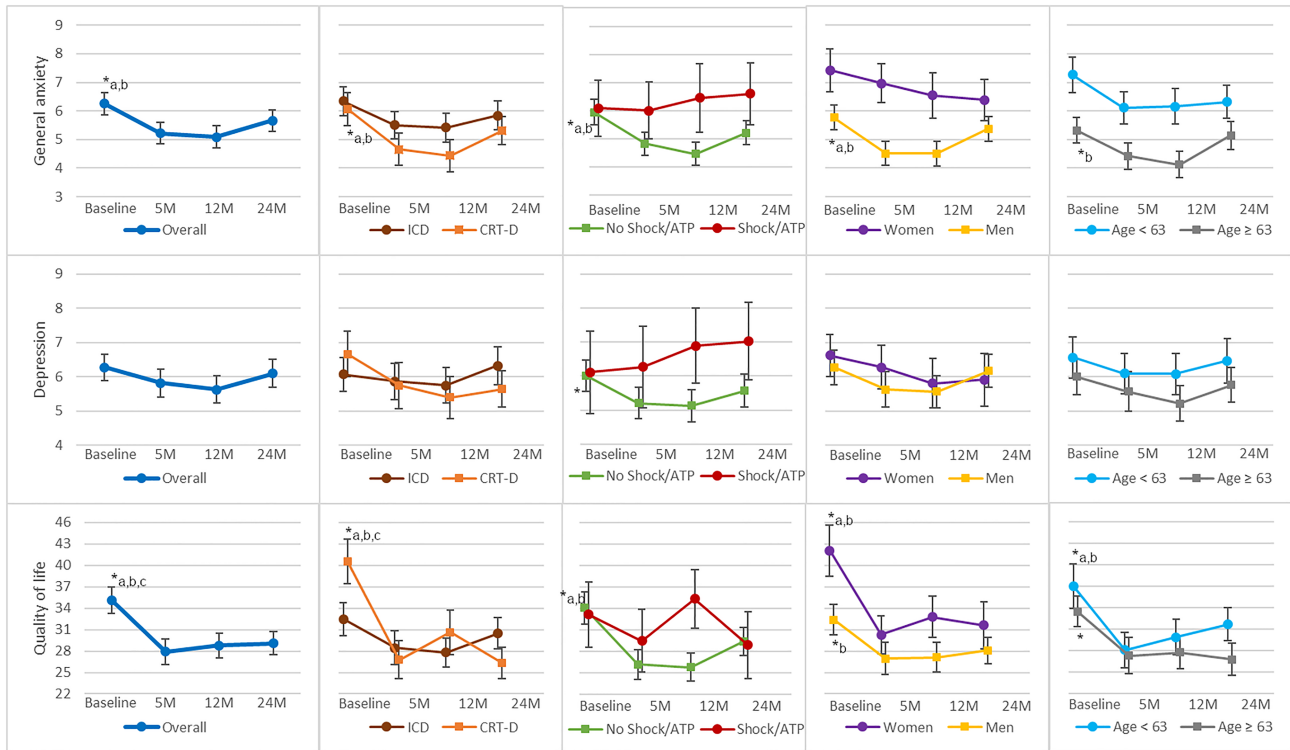 General anxiety
9
8
7
6
5
4
3
*a,b
Baseline 5M 12M 24M
Overall
*a,b
Baseline 5M 12M 24M
ICD CRT-D
*a,b
Baseline 5M 12M 24M
No Shock/ATP Shock/ATP
*a,b
Baseline 5M 12M 24M
Women Men
*b
Baseline 5M 12M 24M
Age < 63 Age ≥ 63
Depression
9
8
7
6
5
4
Baseline 5M 12M 24M
Overall
Baseline 5M 12M 24M
ICD CRT-D
*
Baseline 5M 12M 24M
No Shock/ATP Shock/ATP
Baseline 5M 12M 24M
Women Men
Baseline 5M 12M 24M
Age < 63 Age ≥ 63
Quality of life
46
43
40
37
34
31
28
25
22
*a,b,c
Baseline 5M 12M 24M
Overall
*a,b,c
Baseline 5M 12M 24M
ICD CRT-D
*a,b
Baseline 5M 12M 24M
No Shock/ATP Shock/ATP
*a,b
*b
Baseline 5M 12M 24M
Women Men
*a,b
*
Baseline 5M 12M 24M
Age < 63 Age ≥ 63